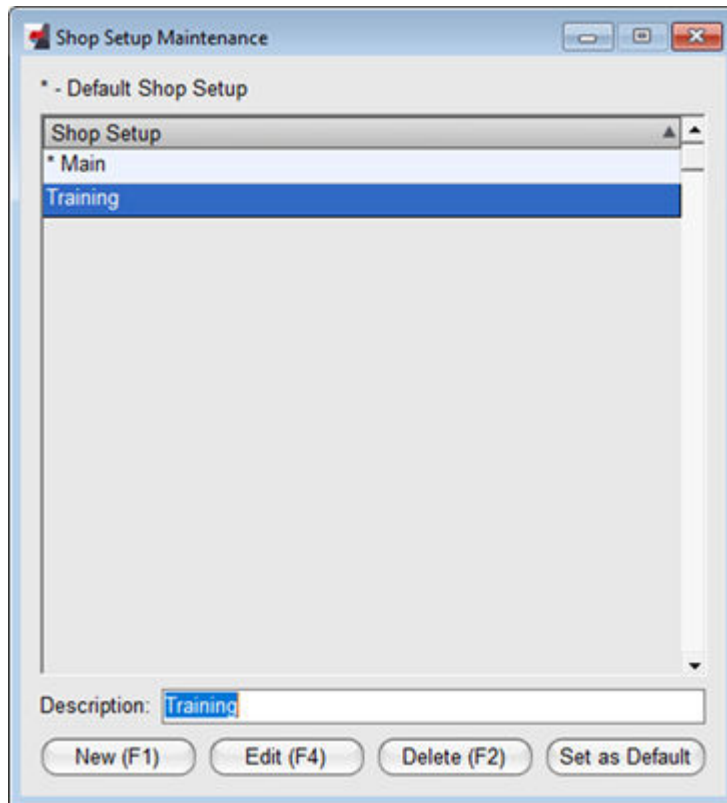 Shop Setup Maintenance
* - Default Shop Setup
Shop Setup
* Main
Training
Description: Training
New (F1) Edit (F4) Delete (F2) Set as Default